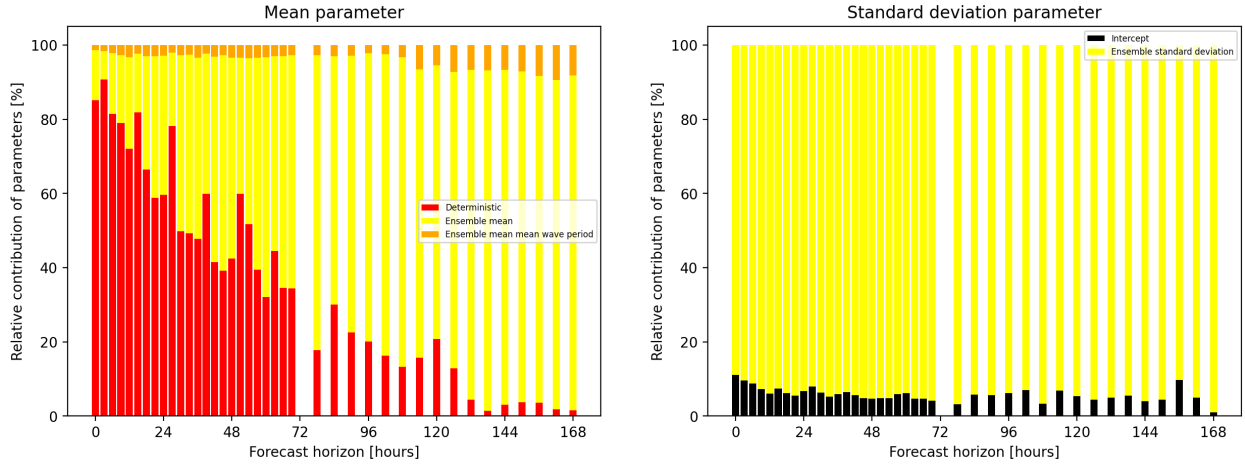 Mean parameter
Relative contribution of parameters [%]
100
80
60
40
20
0
Deterministic
Ensemble mean
Ensemble mean mean wave period
0 24 48 72 96 120 144 168
Forecast horizon [hours]
Standard deviation parameter
Relative contribution of parameters [%]
100
80
60
40
20
0
Intercept
Ensemble standard deviation
0 24 48 72 96 120 144 168
Forecast horizon [hours]